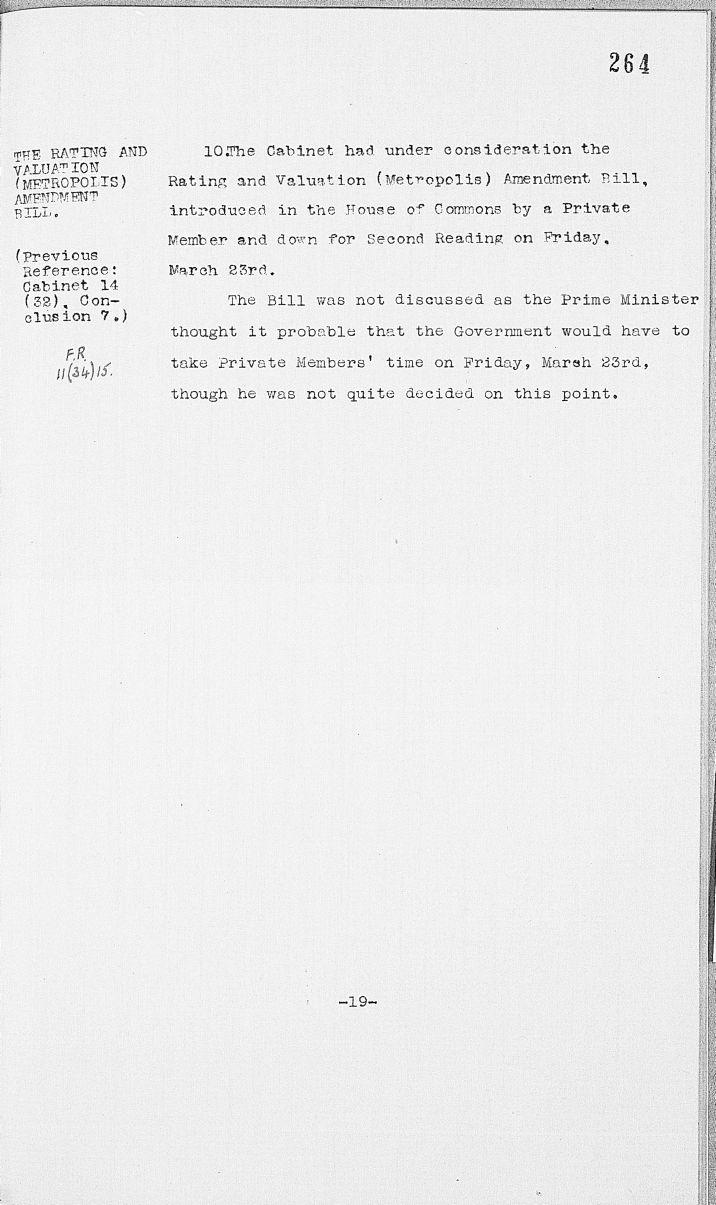 264
THE RATING AND
VALUATION
(METROPOLIS)
AMENDMENT
BILL.
(Previous
Reference:
Cabinet 14
(32), Con-
clusion 7.)
F.R.
11(34)15.
10.The Cabinet had under consideration the
Rating and Valuation (Metropolis) Amendment Bill,
introduced in the House of Commons by a Private
Member and down for Second Reading on Friday,
March 23rd.
The Bill was not discussed as the Prime Minister
thought it probable that the Government would have to
take Private Members' time on Friday, March 23rd,
though he was not quite decided on this point.
-19-